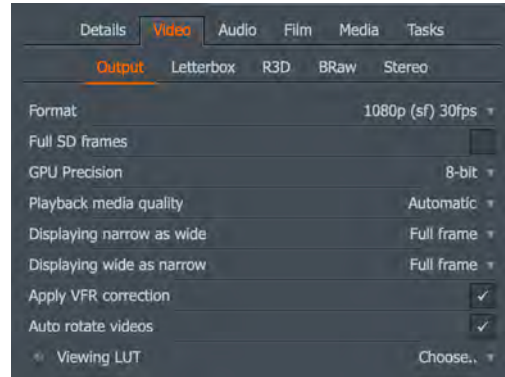 Details Video Audio Film Media Tasks
Output Letterbox R3D BRaw Stereo
Format 1080p (sf) 30fps
Full SD frames
GPU Precision 8-bit
Playback media quality Automatic
Displaying narrow as wide Full frame
Displaying wide as narrow Full frame
Apply VFR correction
Auto rotate videos
Viewing LUT Choose..